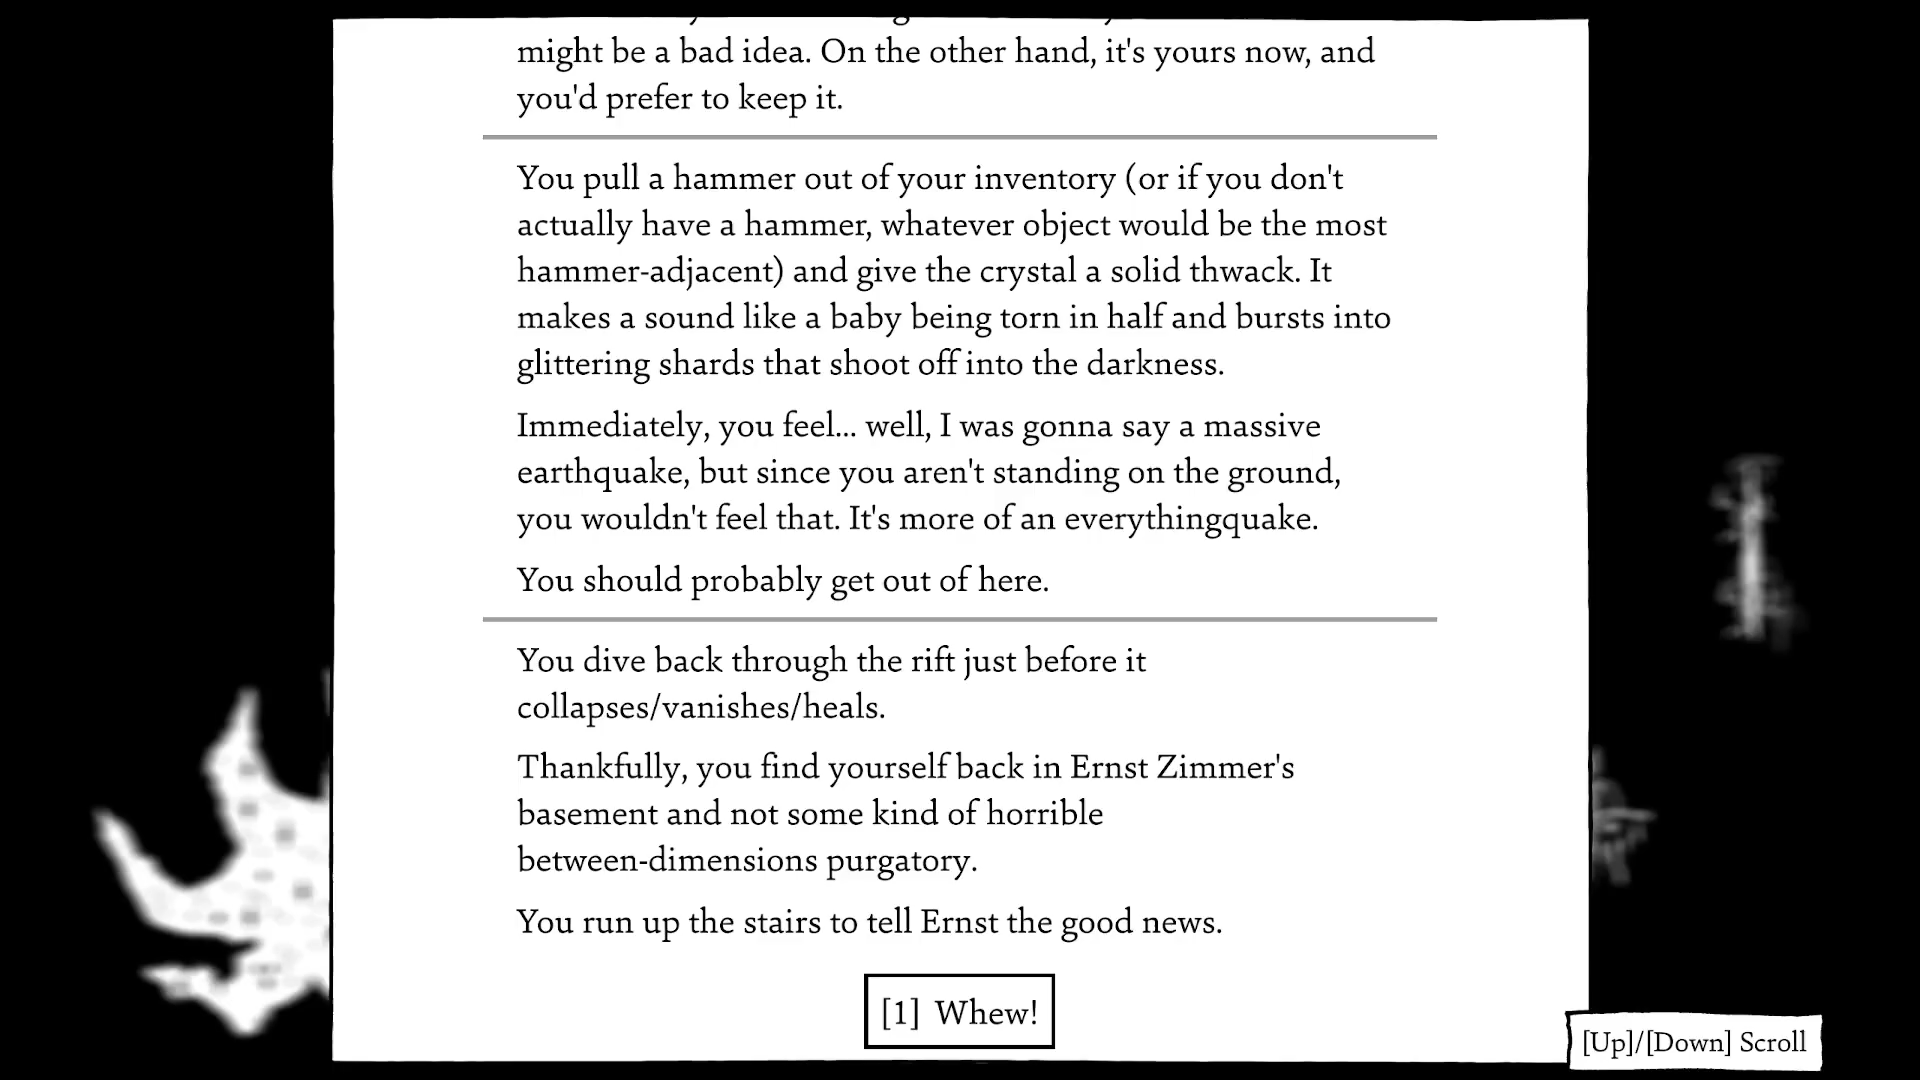 might be a bad idea. On the other hand, it's yours now, and
you'd prefer to keep it.
You pull a hammer out of your inventory (or if you don't
actually have a hammer, whatever object would be the most
hammer-adjacent) and give the crystal a solid thwack. It
makes a sound like a baby being torn in half and bursts into
glittering shards that shoot off into the darkness.
Immediately, you feel... well, I was gonna say a massive
earthquake, but since you aren't standing on the ground,
you wouldn't feel that. It's more of an everythingquake.
You should probably get out of here.
You dive back through the rift just before it
collapses/vanishes/heals.
Thankfully, you find yourself back in Ernst Zimmer's
basement and not some kind of horrible
between-dimensions purgatory.
You run up the stairs to tell Ernst the good news.
[1] Whew!
[Up]/[Down] Scroll